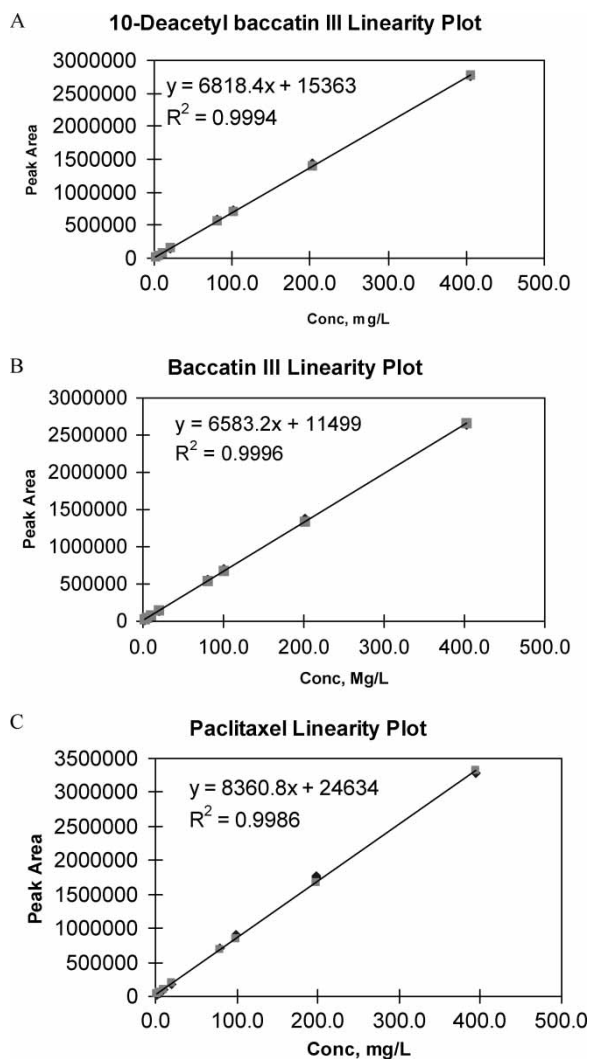 A
10-Deacetyl baccatin III Linearity Plot
y = 6818.4x + 15363
R² = 0.9994
Peak Area
3000000
2500000
2000000
1500000
1000000
500000
0
0.0 100.0 200.0 300.0 400.0 500.0
Conc, mg/L
B
Baccatin III Linearity Plot
y = 6583.2x + 11499
R² = 0.9996
Peak Area
3000000
2500000
2000000
1500000
1000000
500000
0
0.0 100.0 200.0 300.0 400.0 500.0
Conc, Mg/L
C
Paclitaxel Linearity Plot
y = 8360.8x + 24634
R² = 0.9986
Peak Area
3500000
3000000
2500000
2000000
1500000
1000000
500000
0
0.0 100.0 200.0 300.0 400.0 500.0
Conc, mg/L